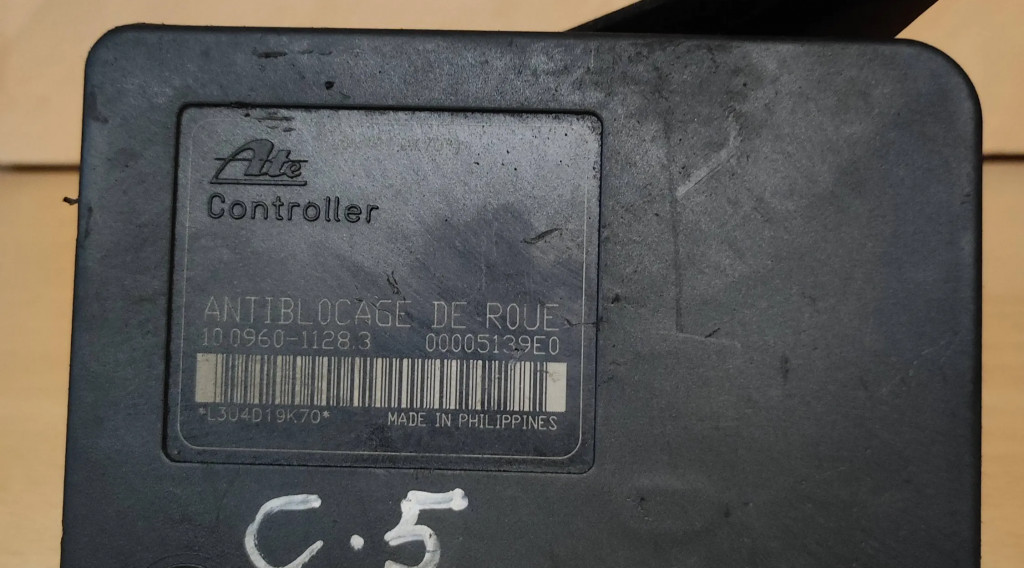 Ate
Controller
ANTIBLOCAGE DE ROUE
10.0960-1128.3 00005139E0
*L3U4D19K70*
MADE IN PHILIPPINES
C.5